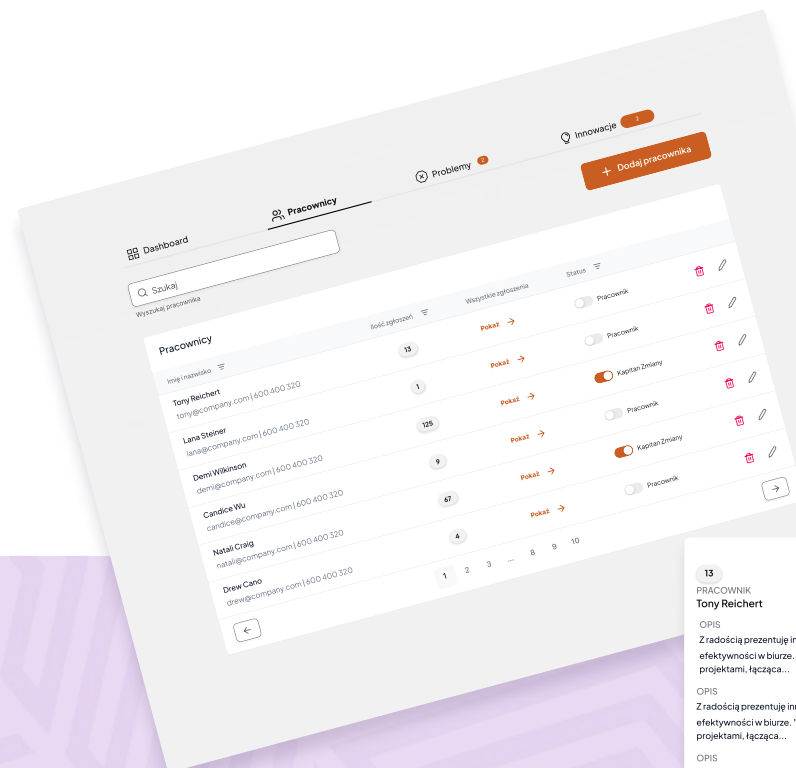 Dashboard
Pracownicy
Problemy 2
Innowacje 3
Dodaj pracownika
Szukaj
Wyszukaj pracownika
Pracownicy
Imię i nazwisko Ilość zgłoszeń Wszystkie zgłoszenia Status
Tony Reichert 13 Pokaż Pracownik
tony@company.com | 600 400 320
Lana Steiner 1 Pokaż Pracownik
lana@company.com | 600 400 320
Demi Wilkinson 125 Pokaż Kapitan Zmiany
demi@company.com | 600 400 320
Candice Wu 9 Pokaż Pracownik
candice@company.com | 600 400 320
Natali Craig 67 Pokaż Kapitan Zmiany
natali@company.com | 600 400 320
Drew Cano 4 Pokaż Pracownik
drew@company.com | 600 400 320
1 2 3 ... 8 9 10
13
PRACOWNIK
Tony Reichert
OPIS
Z radością prezentuję in
efektywności w biurze.
projektami, łącząca...
OPIS
Z radością prezentuję inn
efektywności w biurze. "
projektami, łącząca...
OPIS